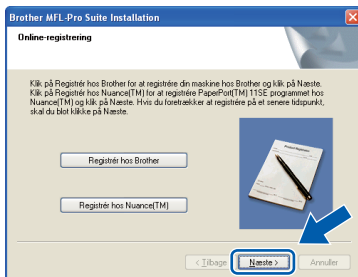 Brother MFL-Pro Suite Installation
Online-registrering
Klik på Registrér hos Brother for at registrére din maskine hos Brother og klik på Næste.
Klik på Registrér hos Nuance(TM) for at registrére PaperPort(TM) 11SE programmet hos
Nuance(TM) og klik på Næste. Hvis du foretrækker at registrére på et senere tidspunkt,
skal du blot klikke på Næste.
Registrér hos Brother
Registrér hos Nuance(TM)
< Tilbage Næste > Annuller